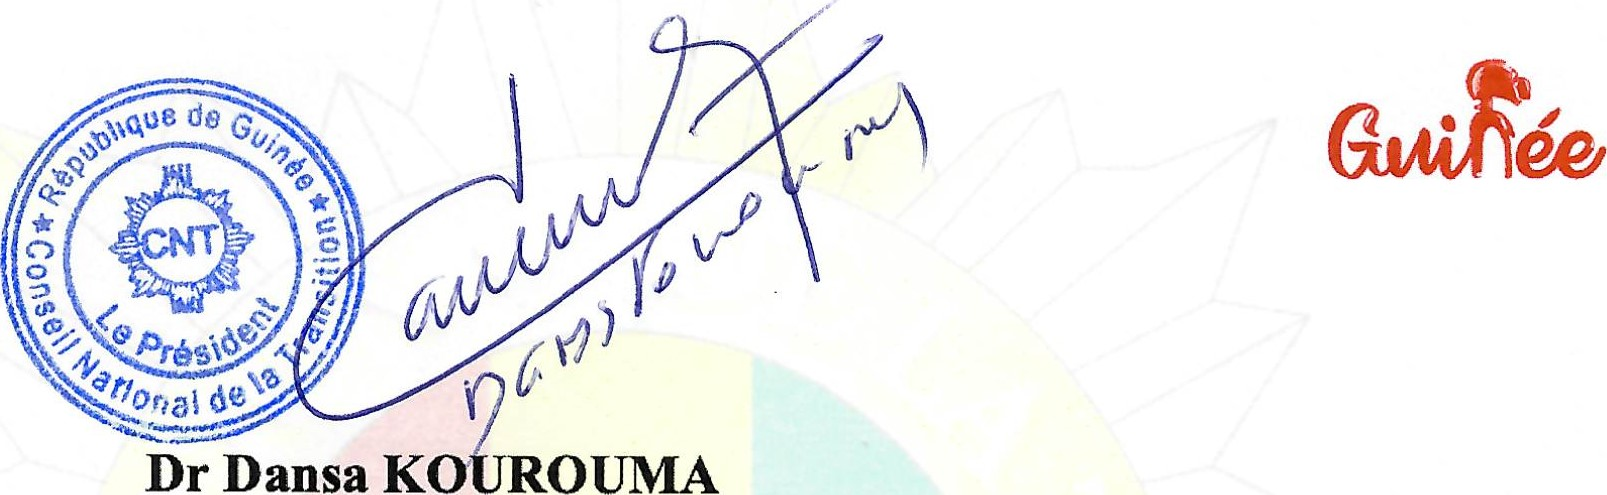 ★ République de Guinée ★
Conseil National de la Transition
CNT
Le Président
Guinée
Dr Dansa KOUROUMA